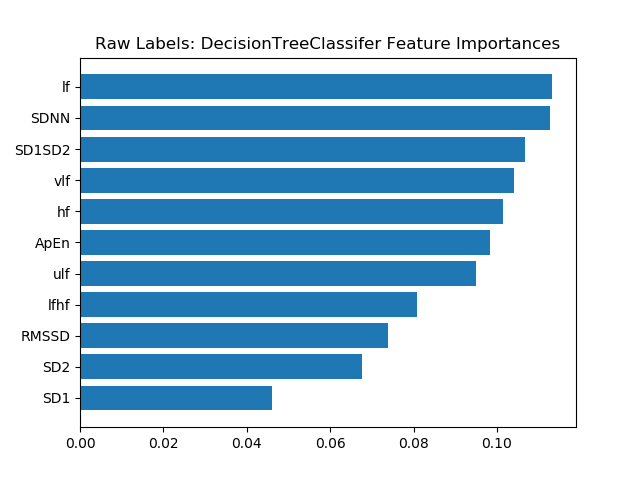 Raw Labels: DecisionTreeClassifer Feature Importances
lf
SDNN
SD1SD2
vlf
hf
ApEn
ulf
lfhf
RMSSD
SD2
SD1
0.00 0.02 0.04 0.06 0.08 0.10